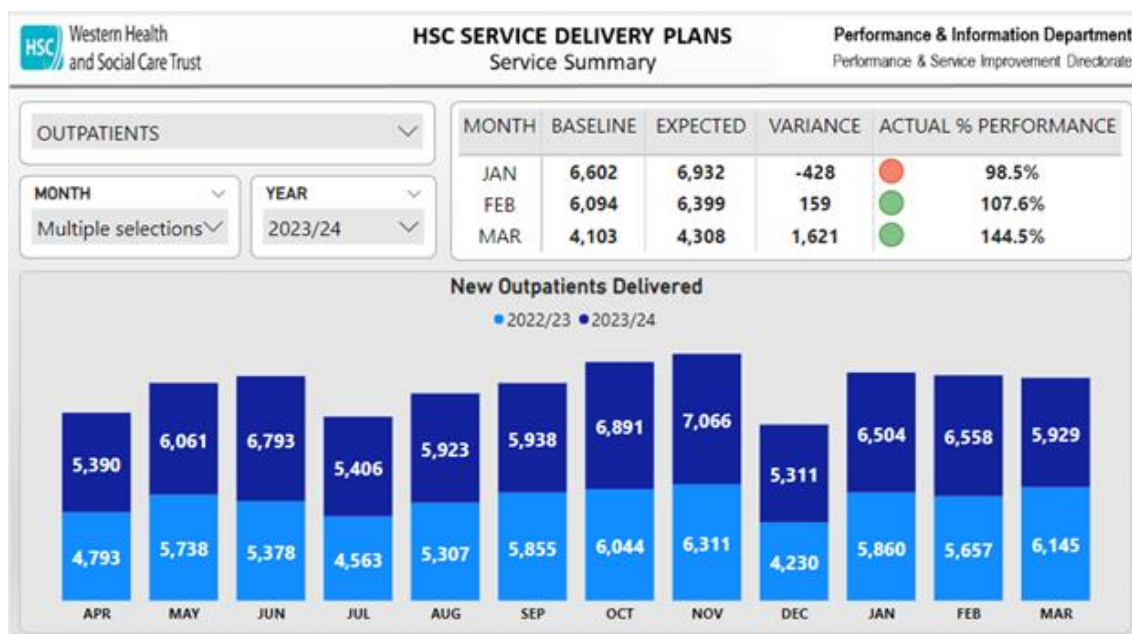 HSC
Western Health
and Social Care Trust
HSC SERVICE DELIVERY PLANS
Service Summary
Performance & Information Department
Performance & Service Improvement Directorate
OUTPATIENTS
MONTH
Multiple selections
YEAR
2023/24
MONTH BASELINE EXPECTED VARIANCE ACTUAL % PERFORMANCE
JAN 6,602 6,932 -428 98.5%
FEB 6,094 6,399 159 107.6%
MAR 4,103 4,308 1,621 144.5%
New Outpatients Delivered
2022/23 2023/24
5,390 6,061 6,793 5,406 5,923 5,938 6,891 7,066 5,311 6,504 6,558 5,929
4,793 5,738 5,378 4,563 5,307 5,855 6,044 6,311 4,230 5,860 5,657 6,145
APR MAY JUN JUL AUG SEP OCT NOV DEC JAN FEB MAR